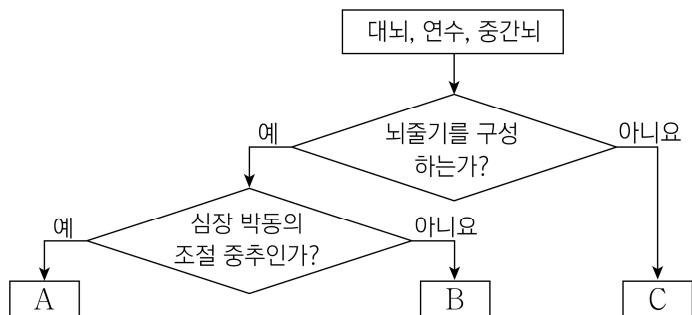 대뇌, 연수, 중간뇌
뇌줄기를 구성
하는가?
예
아니요
심장 박동의
조절 중추인가?
예
아니요
A
B
C